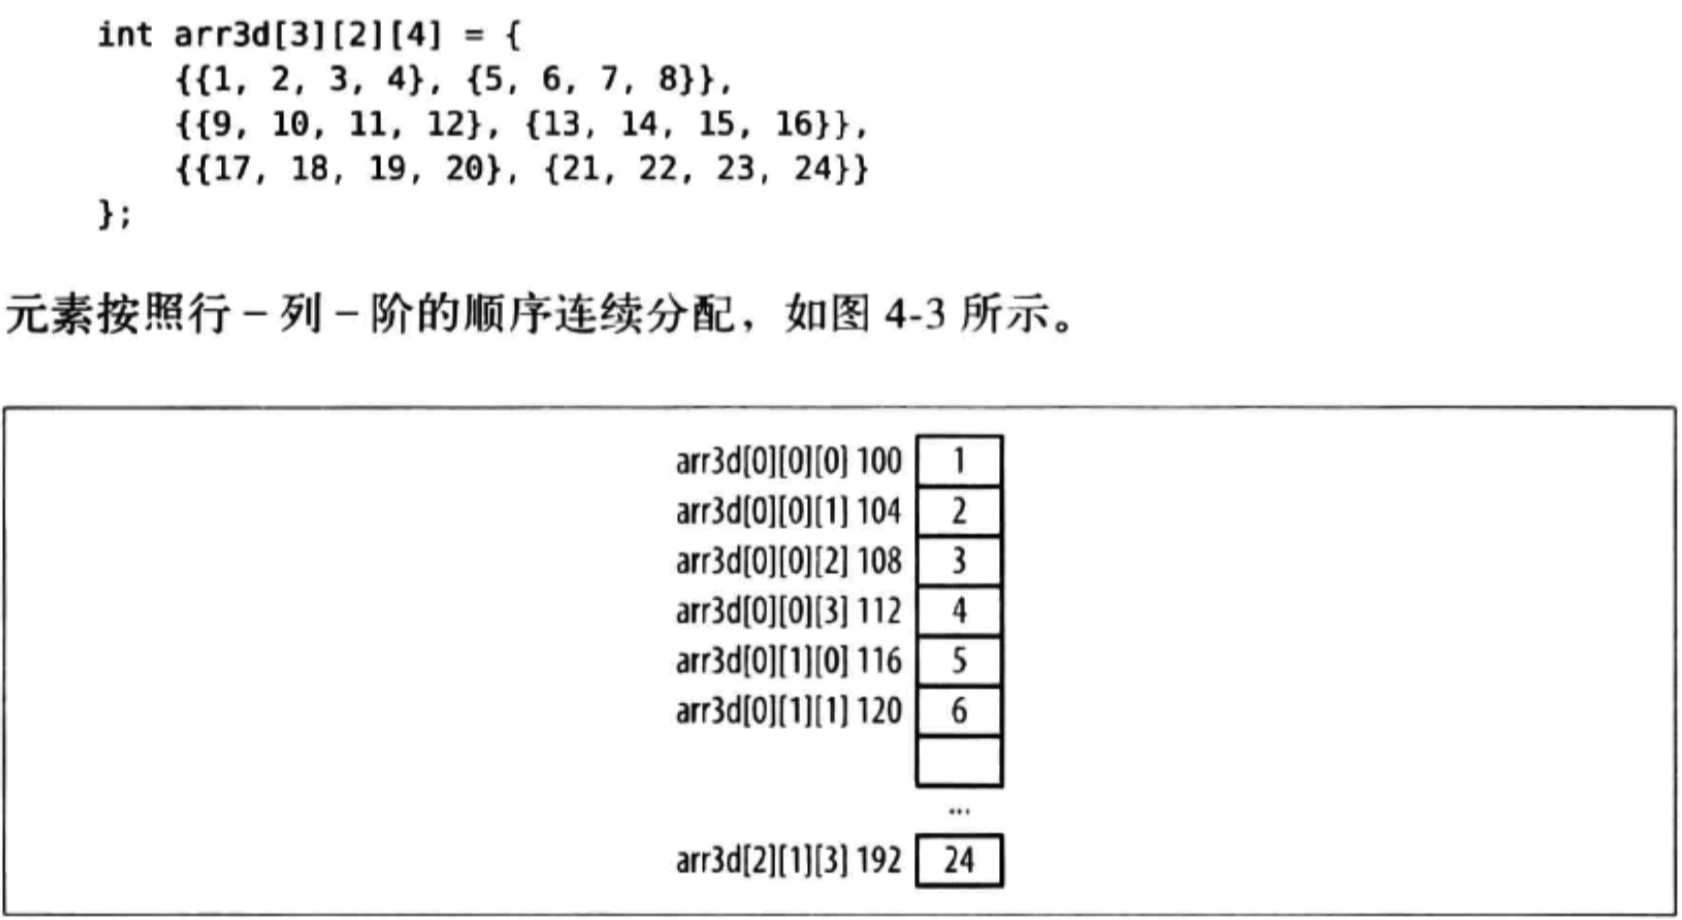 int arr3d[3][2][4] = {
{{1, 2, 3, 4}, {5, 6, 7, 8}},
{{9, 10, 11, 12}, {13, 14, 15, 16}},
{{17, 18, 19, 20}, {21, 22, 23, 24}}
};
元素按照行－列－阶的顺序连续分配，如图 4-3 所示。
arr3d[0][0][0] 100 1
arr3d[0][0][1] 104 2
arr3d[0][0][2] 108 3
arr3d[0][0][3] 112 4
arr3d[0][1][0] 116 5
arr3d[0][1][1] 120 6
...
arr3d[2][1][3] 192 24